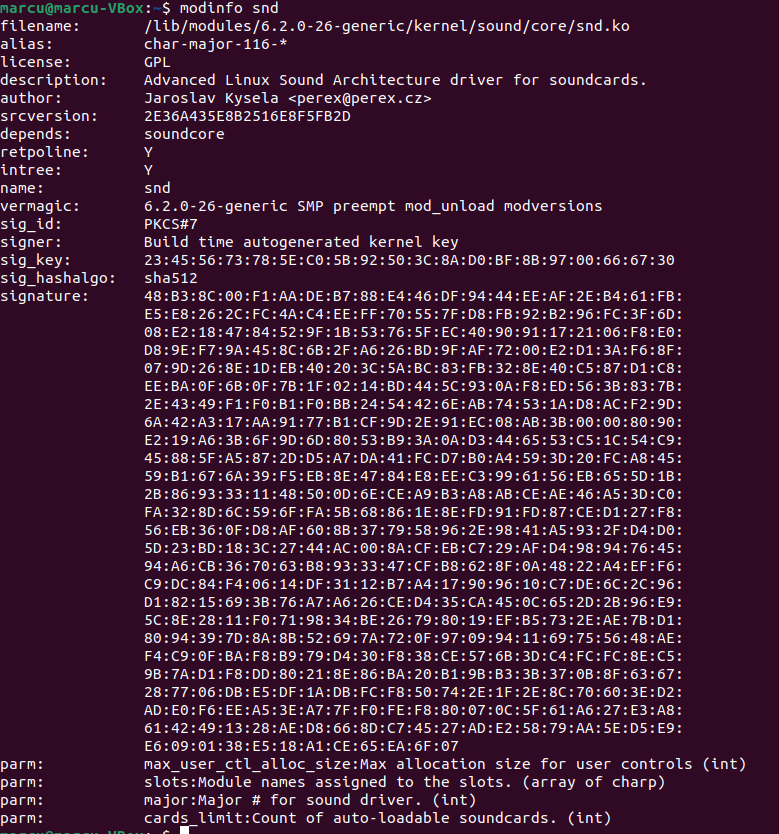 marcu@marcu-VBox:~$ modinfo snd
filename:       /lib/modules/6.2.0-26-generic/kernel/sound/core/snd.ko
alias:          char-major-116-*
license:        GPL
description:    Advanced Linux Sound Architecture driver for soundcards.
author:         Jaroslav Kysela <perex@perex.cz>
srcversion:     2E36A435E8B2516E8F5FB2D
depends:        soundcore
retpoline:      Y
intree:         Y
name:           snd
vermagic:       6.2.0-26-generic SMP preempt mod_unload modversions
sig_id:         PKCS#7
signer:         Build time autogenerated kernel key
sig_key:        23:45:56:73:78:5E:C0:5B:92:50:3C:8A:D0:BF:8B:97:00:66:67:30
sig_hashalgo:   sha512
signature:      48:B3:8C:00:F1:AA:DE:B7:88:E4:46:DF:94:44:EE:AF:2E:B4:61:FB:
E5:E8:26:2C:FC:4A:C4:EE:FF:70:55:7F:D8:FB:92:B2:96:FC:3F:6D:
08:E2:18:47:84:52:9F:1B:53:76:5F:EC:40:90:91:17:21:06:F8:E0:
D8:9E:F7:9A:45:8C:6B:2F:A6:26:BD:9F:AF:72:00:E2:D1:3A:F6:8F:
07:9D:26:8E:1D:EB:40:20:3C:5A:BC:83:FB:32:8E:40:C5:87:D1:C8:
EE:BA:0F:6B:0F:7B:1F:02:14:BD:44:5C:93:0A:F8:ED:56:3B:83:7B:
2E:43:49:F1:F0:B1:F0:BB:24:54:42:6E:AB:74:53:1A:D8:AC:F2:9D:
6A:42:A3:17:AA:91:77:B1:CF:9D:2E:91:EC:08:AB:3B:00:00:80:90:
E2:19:A6:3B:6F:9D:6D:80:53:B9:3A:0A:D3:44:65:53:C5:1C:54:C9:
45:88:5F:A5:87:2D:D5:A7:DA:41:FC:D7:B0:A4:59:3D:20:FC:A8:45:
59:B1:67:6A:39:F5:EB:8E:47:84:E8:EE:C3:99:61:56:EB:65:5D:1B:
2B:86:93:33:11:48:50:0D:6E:CE:A9:B3:A8:AB:CE:AE:46:A5:3D:C0:
FA:32:8D:6C:59:6F:FA:5B:68:86:1E:8E:FD:91:FD:87:CE:D1:27:F8:
56:EB:36:0F:D8:AF:60:8B:37:79:58:96:2E:98:41:A5:93:2F:D4:D0:
5D:23:BD:18:3C:27:44:AC:00:8A:CF:EB:C7:29:AF:D4:98:94:76:45:
94:A6:CB:36:70:63:B8:93:33:47:CF:B8:62:8F:0A:48:22:A4:EF:F6:
C9:DC:84:F4:06:14:DF:31:12:B7:A4:17:90:96:10:C7:DE:6C:2C:96:
D1:82:15:69:3B:76:A7:A6:26:CE:D4:35:CA:45:0C:65:2D:2B:96:E9:
5C:8E:28:11:F0:71:98:34:BE:26:79:80:19:EF:B5:73:2E:AE:7B:D1:
80:94:39:7D:8A:8B:52:69:7A:72:0F:97:09:94:11:69:75:56:48:AE:
F4:C9:0F:BA:F8:B9:79:D4:30:F8:38:CE:57:6B:3D:C4:FC:FC:8E:C5:
9B:7A:D1:F8:DD:80:21:8E:86:BA:20:B1:9B:B3:3B:37:0B:8F:63:67:
28:77:06:DB:E5:DF:1A:DB:FC:F8:50:74:2E:1F:2E:8C:70:60:3E:D2:
AD:E0:F6:EE:A5:3E:A7:7F:F0:FE:F8:80:07:0C:5F:61:A6:27:E3:A8:
61:42:49:13:28:AE:D8:66:8D:C7:45:27:AD:E2:58:79:AA:5E:D5:E9:
E6:09:01:38:E5:18:A1:CE:65:EA:6F:07
parm:           max_user_ctl_alloc_size:Max allocation size for user controls (int)
parm:           slots:Module names assigned to the slots. (array of charp)
parm:           major:Major # for sound driver. (int)
parm:           cards_limit:Count of auto-loadable soundcards. (int)
marcu@marcu-VBox:~$